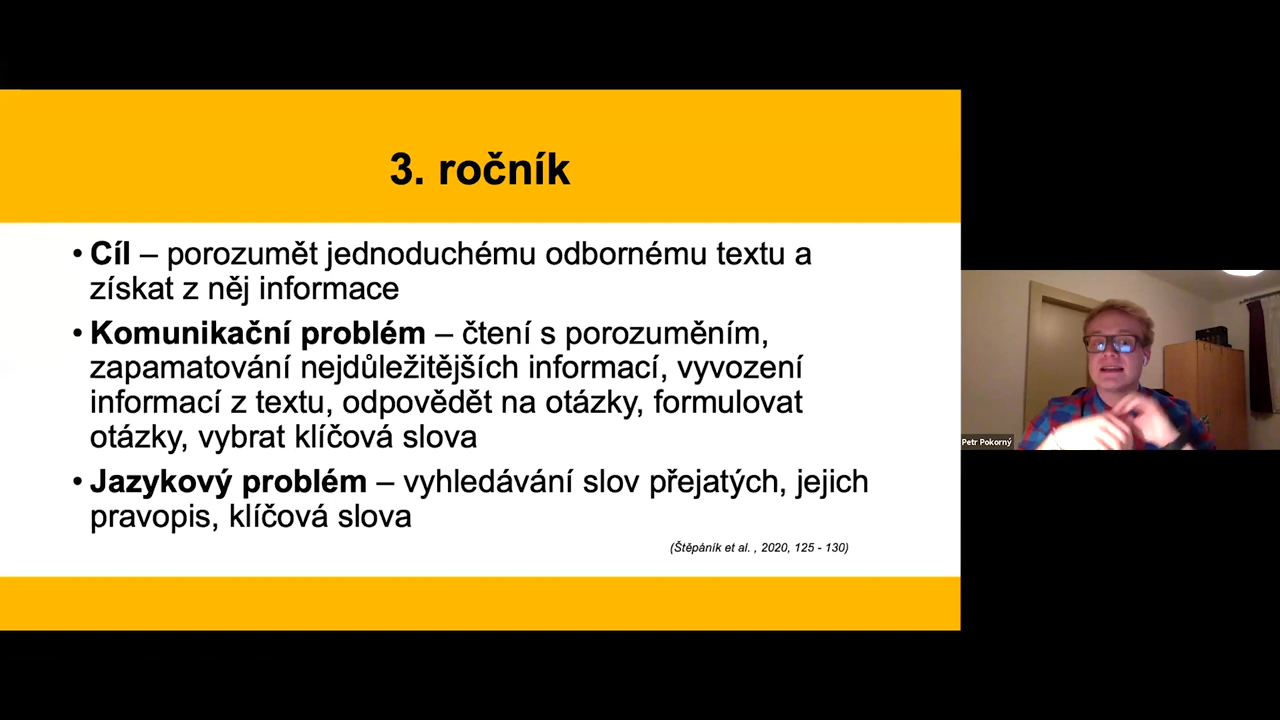 3. ročník
• Cíl – porozumět jednoduchému odbornému textu a
získat z něj informace
• Komunikační problém – čtení s porozuměním,
zapamatování nejdůležitějších informací, vyvození
informací z textu, odpovědět na otázky, formulovat
otázky, vybrat klíčová slova
• Jazykový problém – vyhledávání slov přejatých, jejich
pravopis, klíčová slova
(Štěpáník et al. , 2020, 125 - 130)
Petr Pokorný